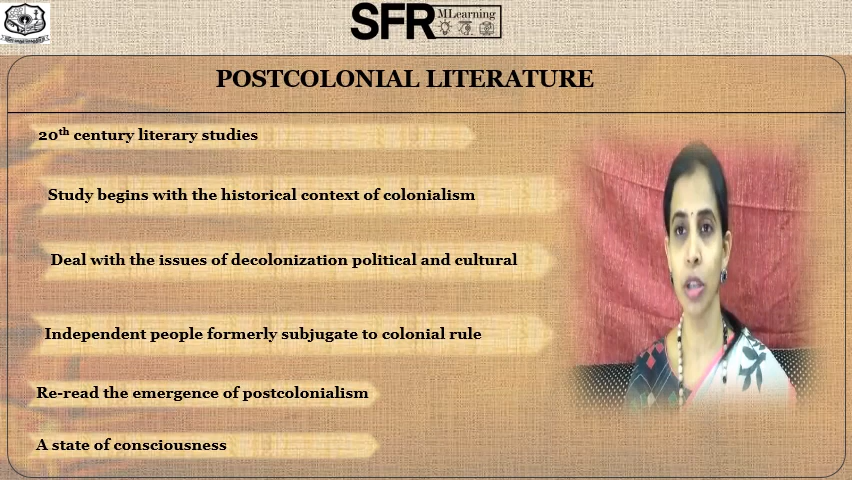 SFR MLearning
POSTCOLONIAL LITERATURE
20th century literary studies
Study begins with the historical context of colonialism
Deal with the issues of decolonization political and cultural
Independent people formerly subjugate to colonial rule
Re-read the emergence of postcolonialism
A state of consciousness